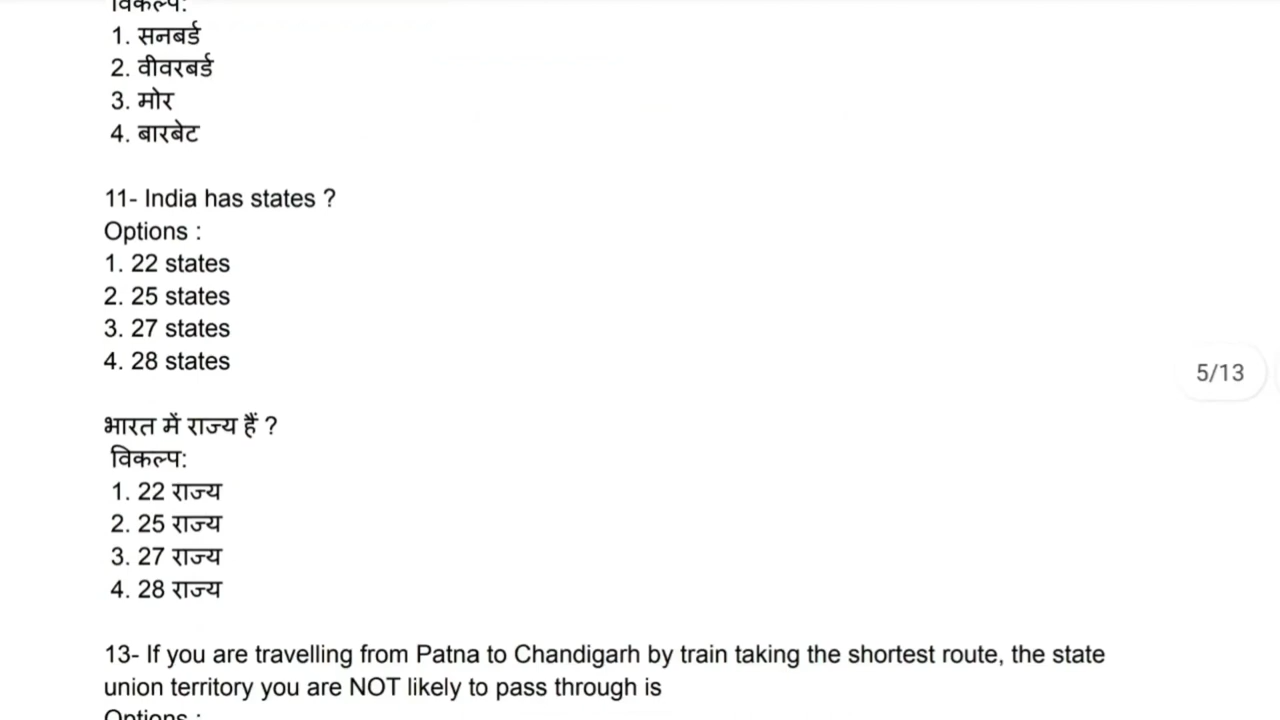 विकल्प:
1. सनबर्ड
2. वीवरबर्ड
3. मोर
4. बारबेट
11- India has states ?
Options :
1. 22 states
2. 25 states
3. 27 states
4. 28 states
5/13
भारत में राज्य हैं ?
विकल्प:
1. 22 राज्य
2. 25 राज्य
3. 27 राज्य
4. 28 राज्य
13- If you are travelling from Patna to Chandigarh by train taking the shortest route, the state
union territory you are NOT likely to pass through is
Options :